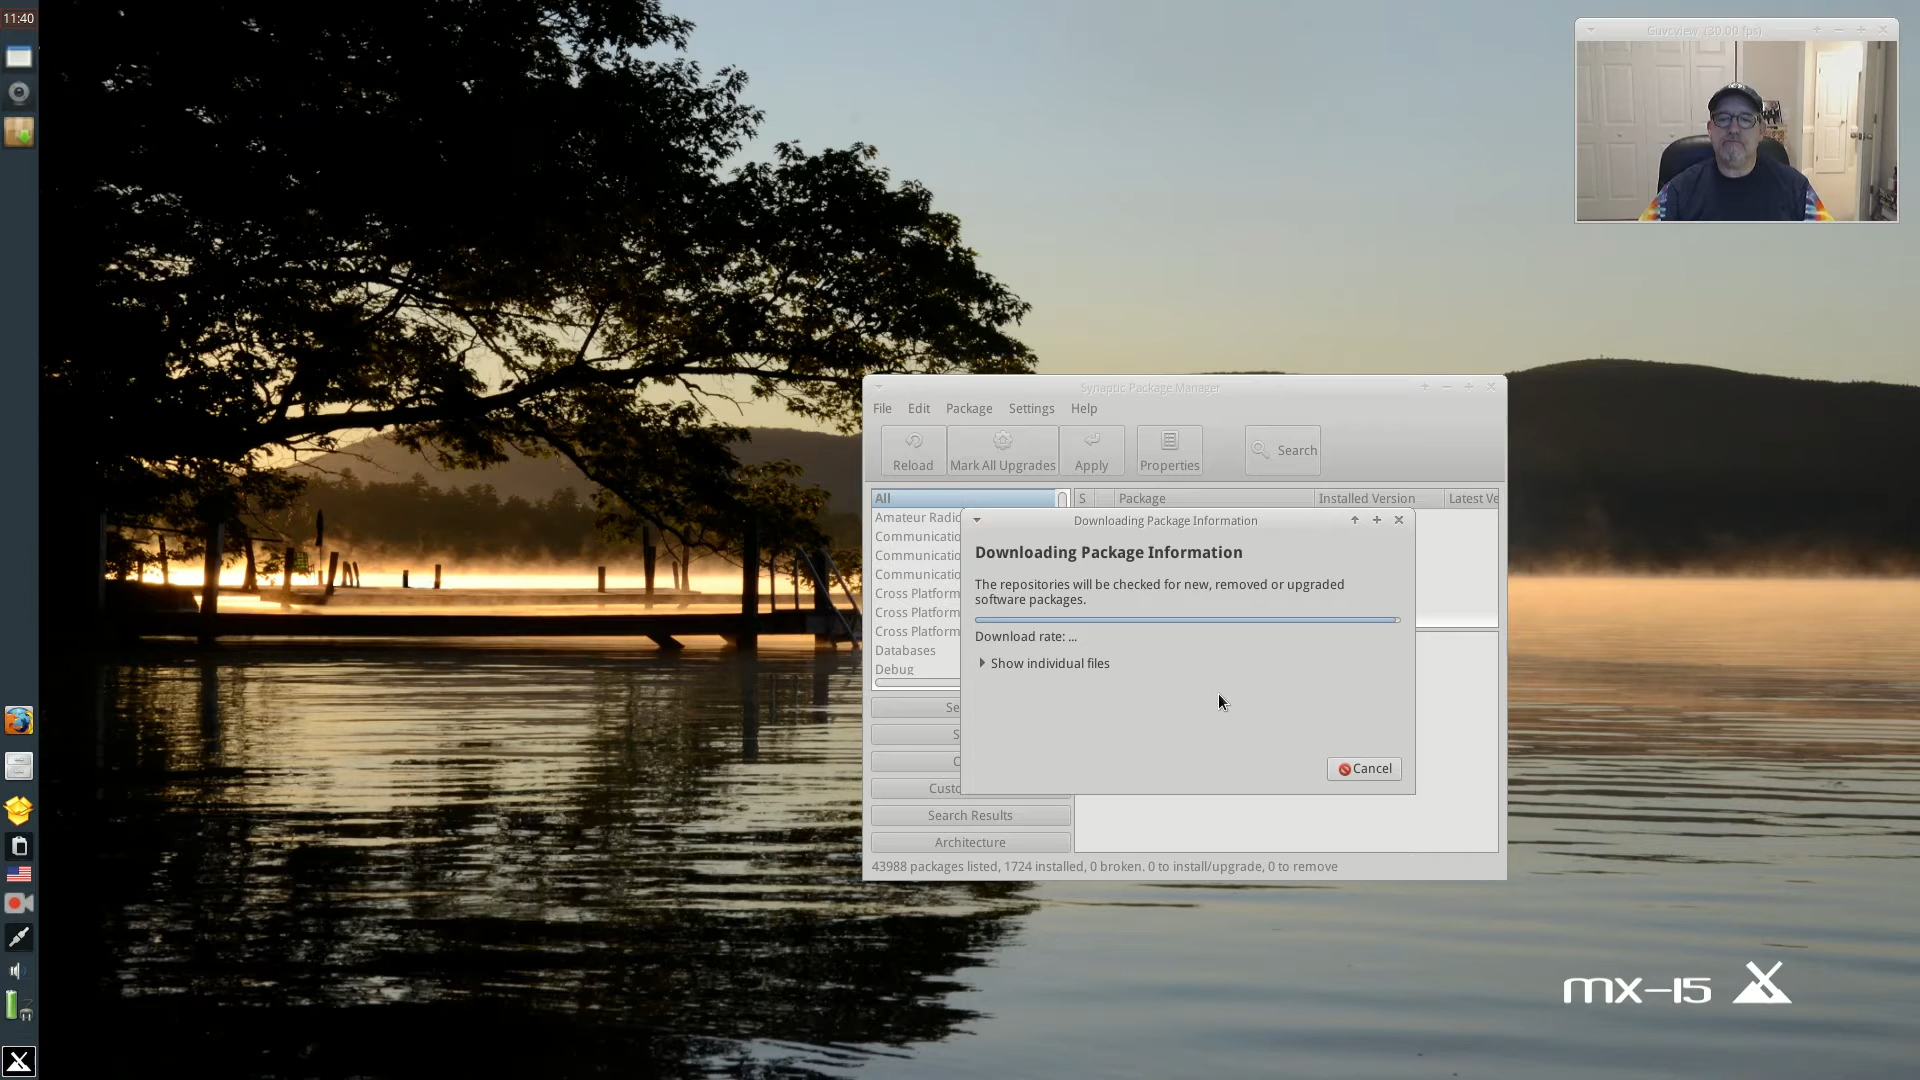 11:40
Guvcview (30.00 fps)
Synaptic Package Manager
File Edit Package Settings Help
Reload Mark All Upgrades Apply Properties Search
All S Package Installed Version Latest Ve
Amateur Radio
Communicatio
Communicatio
Communicatio
Cross Platform
Cross Platform
Cross Platform
Databases
Debug
Downloading Package Information
Downloading Package Information
The repositories will be checked for new, removed or upgraded
software packages.
Download rate: ...
Show individual files
Cancel
Se
S
C
Custo
Search Results
Architecture
43988 packages listed, 1724 installed, 0 broken. 0 to install/upgrade, 0 to remove
mx-15